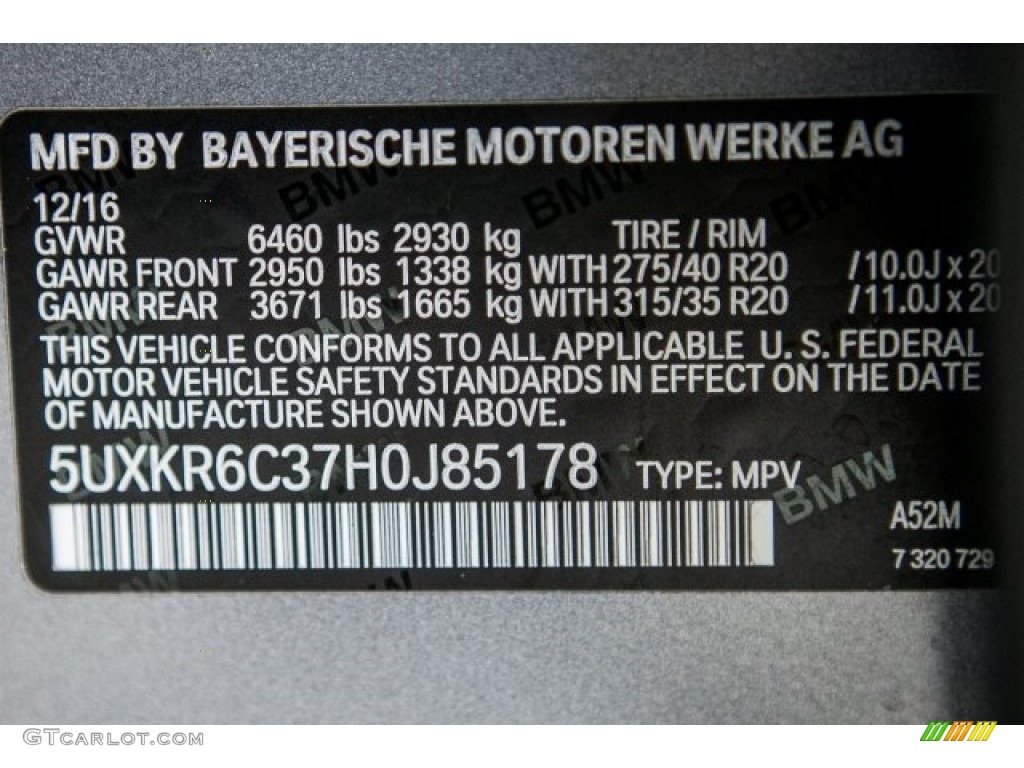 MFD BY BAYERISCHE MOTOREN WERKE AG
12/16
GVWR 6460 lbs 2930 kg TIRE / RIM
GAWR FRONT 2950 lbs 1338 kg WITH 275/40 R20 /10.0J x 20
GAWR REAR 3671 lbs 1665 kg WITH 315/35 R20 /11.0J x 20
THIS VEHICLE CONFORMS TO ALL APPLICABLE U. S. FEDERAL
MOTOR VEHICLE SAFETY STANDARDS IN EFFECT ON THE DATE
OF MANUFACTURE SHOWN ABOVE.
5UXKR6C37H0J85178 TYPE: MPV
BMW
A52M
7 320 729
GTcarlot.com